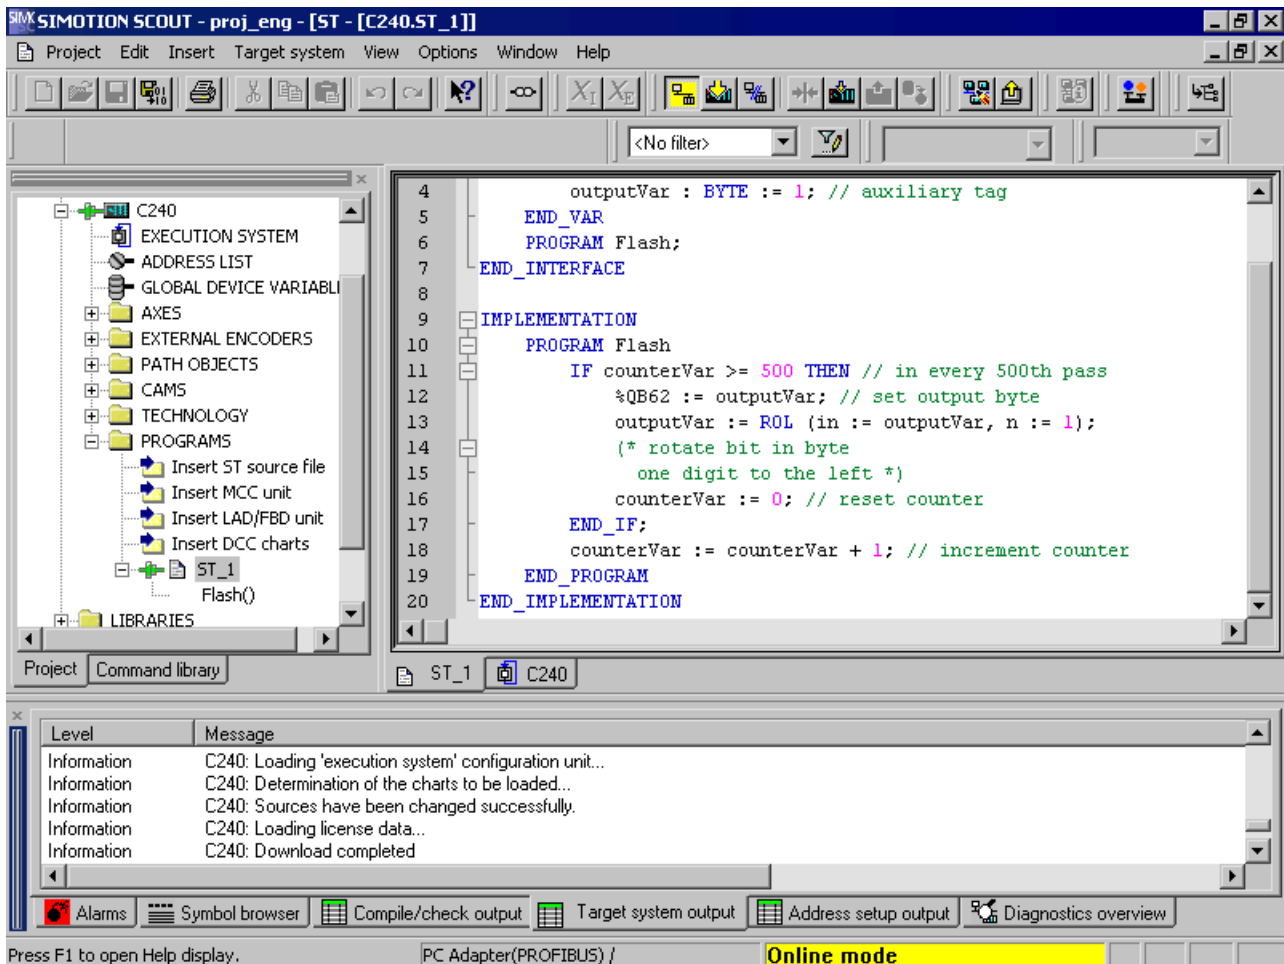 SIMOTION SCOUT - proj_eng - [ST - [C240.ST_1]]
Project Edit Insert Target system View Options Window Help
<No filter>
C240
EXECUTION SYSTEM
ADDRESS LIST
GLOBAL DEVICE VARIABL
AXES
EXTERNAL ENCODERS
PATH OBJECTS
CAMS
TECHNOLOGY
PROGRAMS
Insert ST source file
Insert MCC unit
Insert LAD/FBD unit
Insert DCC charts
ST_1
Flash()
LIBRARIES
Project Command library
4 outputVar : BYTE := 1; // auxiliary tag
5 END_VAR
6 PROGRAM Flash;
7 END_INTERFACE
8
9 IMPLEMENTATION
10 PROGRAM Flash
11 IF counterVar >= 500 THEN // in every 500th pass
12 %QB62 := outputVar; // set output byte
13 outputVar := ROL (in := outputVar, n := 1);
14 (* rotate bit in byte
15 one digit to the left *)
16 counterVar := 0; // reset counter
17 END_IF;
18 counterVar := counterVar + 1; // increment counter
19 END_PROGRAM
20 END_IMPLEMENTATION
ST_1 C240
Level Message
Information C240: Loading 'execution system' configuration unit...
Information C240: Determination of the charts to be loaded...
Information C240: Sources have been changed successfully.
Information C240: Loading license data...
Information C240: Download completed
Alarms Symbol browser Compile/check output Target system output Address setup output Diagnostics overview
Press F1 to open Help display. PC Adapter(PROFIBUS) / Online mode